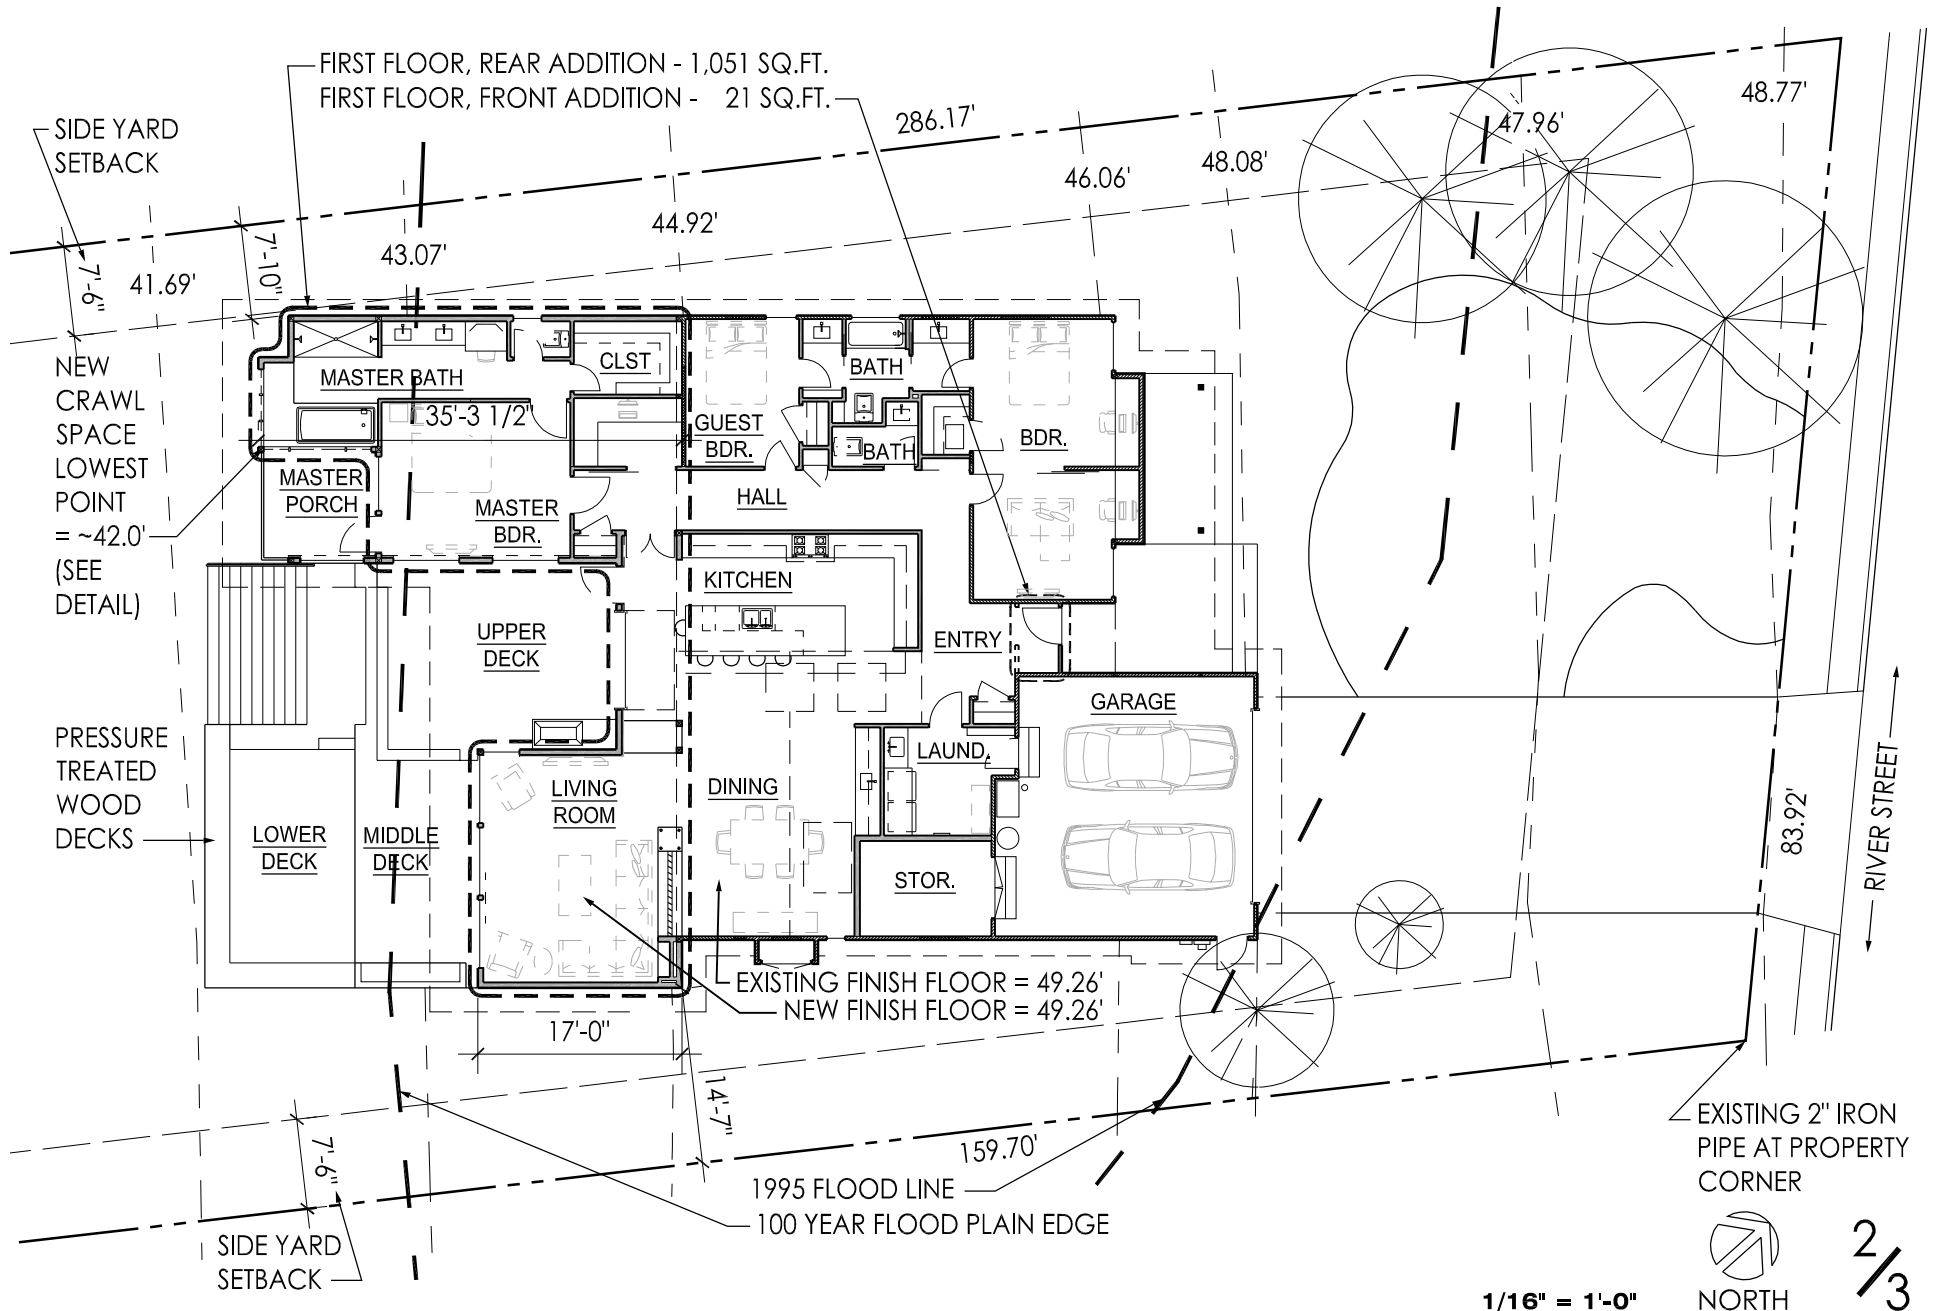 FIRST FLOOR, REAR ADDITION - 1,051 SQ.FT.
FIRST FLOOR, FRONT ADDITION - 21 SQ.FT.
SIDE YARD
SETBACK
286.17'
48.77'
47.96'
48.08'
46.06'
44.92'
43.07'
41.69'
7'-10"
7'-6"
NEW
CRAWL
SPACE
LOWEST
POINT
= ~42.0'
(SEE
DETAIL)
MASTER BATH
CLST
35'-3 1/2"
GUEST
BDR.
BATH
BATH
BDR.
MASTER
PORCH
MASTER
BDR.
HALL
KITCHEN
UPPER
DECK
ENTRY
GARAGE
PRESSURE
TREATED
WOOD
DECKS
LAUND.
LIVING
ROOM
DINING
LOWER
DECK
MIDDLE
DECK
STOR.
83.92'
RIVER STREET
EXISTING FINISH FLOOR = 49.26'
NEW FINISH FLOOR = 49.26'
17'-0"
14'-7"
7'-6"
159.70'
1995 FLOOD LINE
100 YEAR FLOOD PLAIN EDGE
SIDE YARD
SETBACK
EXISTING 2" IRON
PIPE AT PROPERTY
CORNER
1/16" = 1'-0"
NORTH
2/3